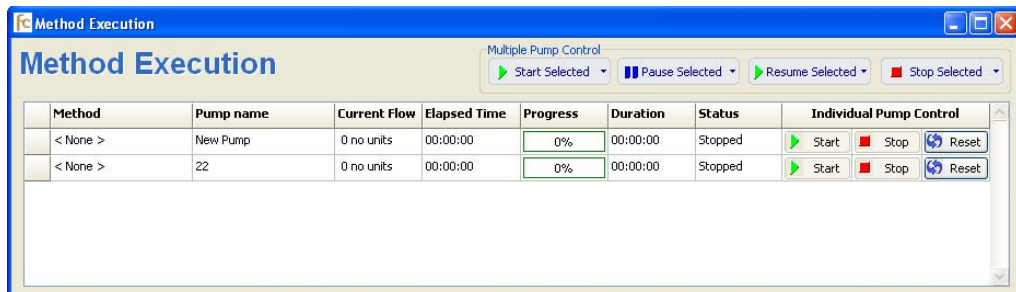 fc Method Execution
Method Execution
Multiple Pump Control
Start Selected Pause Selected Resume Selected Stop Selected
Method Pump name Current Flow Elapsed Time Progress Duration Status Individual Pump Control
< None > New Pump 0 no units 00:00:00 0% 00:00:00 Stopped Start Stop Reset
< None > 22 0 no units 00:00:00 0% 00:00:00 Stopped Start Stop Reset